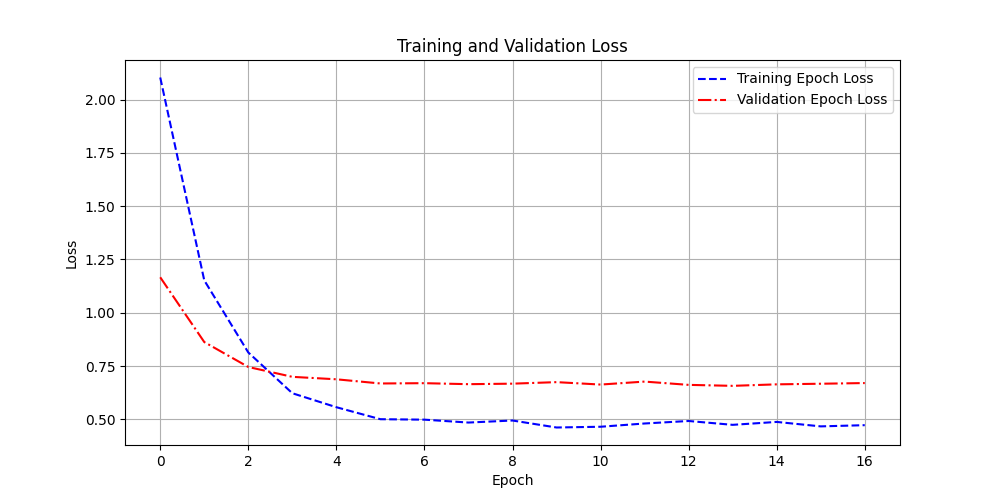 Training and Validation Loss
Training Epoch Loss
Validation Epoch Loss
2.00
1.75
1.50
1.25
1.00
0.75
0.50
Loss
0 2 4 6 8 10 12 14 16
Epoch